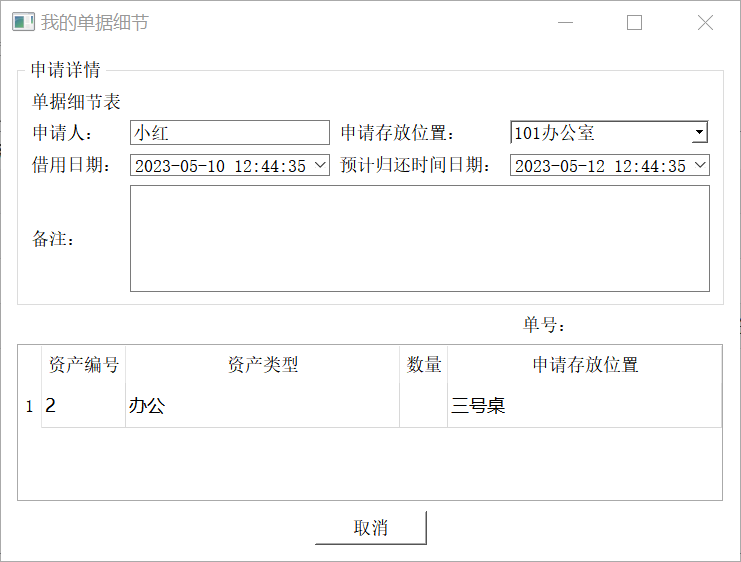 我的单据细节
申请详情
单据细节表
申请人： 小红 申请存放位置： 101办公室
借用日期： 2023-05-10 12:44:35 预计归还时间日期： 2023-05-12 12:44:35
备注：
单号：
资产编号 资产类型 数量 申请存放位置
1 2 办公 三号桌
取消